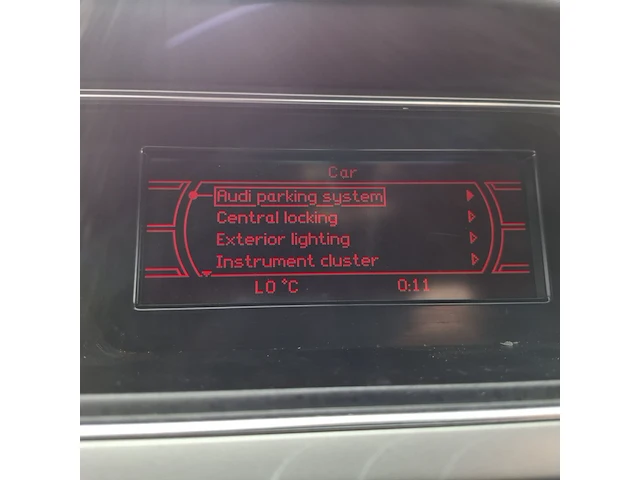 Car
Audi parking system
Central locking
Exterior lighting
Instrument cluster
LO °C 0:11